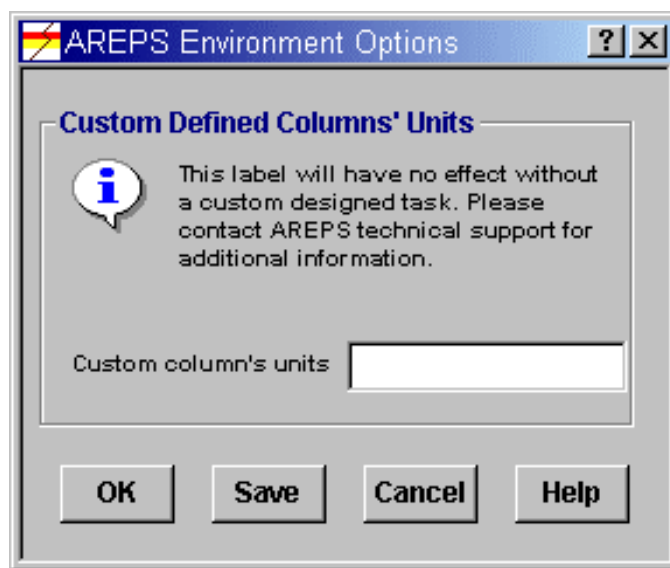 AREPS Environment Options
Custom Defined Columns' Units
This label will have no effect without
a custom designed task. Please
contact AREPS technical support for
additional information.
Custom column's units
OK Save Cancel Help